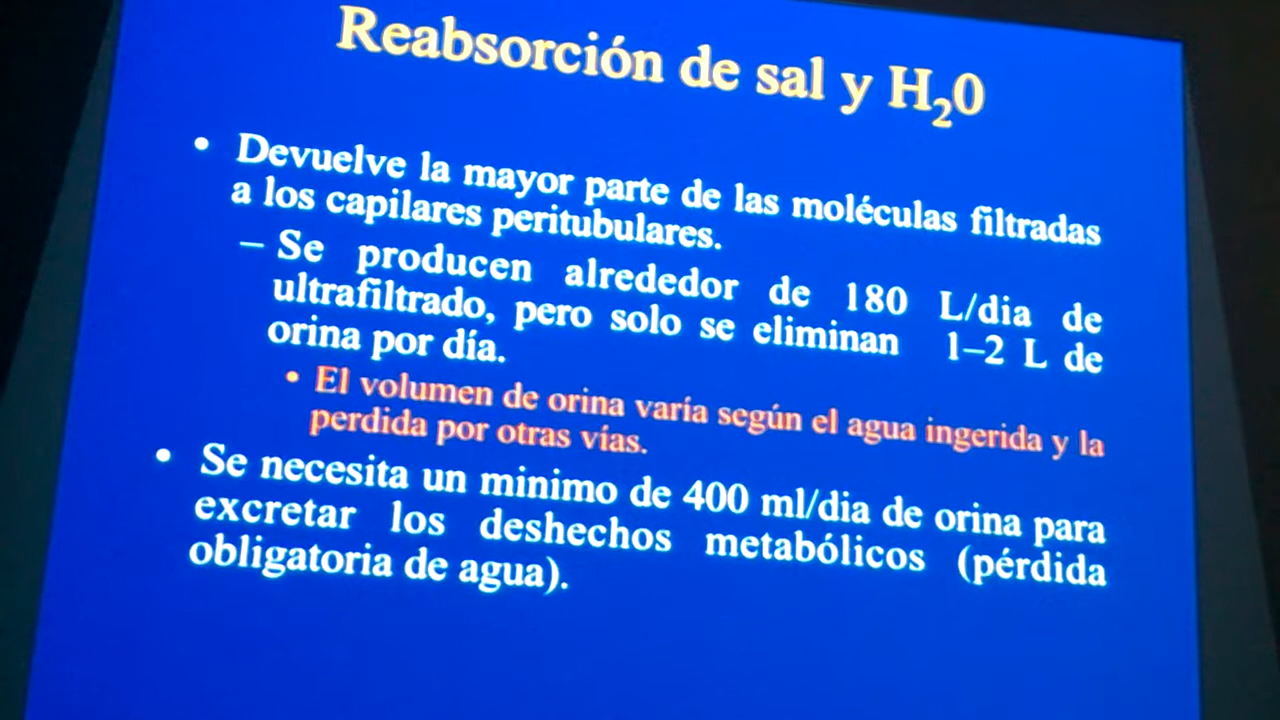 Reabsorción de sal y H₂0
• Devuelve la mayor parte de las moléculas filtradas
a los capilares peritubulares.
– Se producen alrededor de 180 L/dia de
ultrafiltrado, pero solo se eliminan 1–2 L de
orina por día.
• El volumen de orina varía según el agua ingerida y la
perdida por otras vías.
• Se necesita un minimo de 400 ml/dia de orina para
excretar los deshechos metabólicos (pérdida
obligatoria de agua).